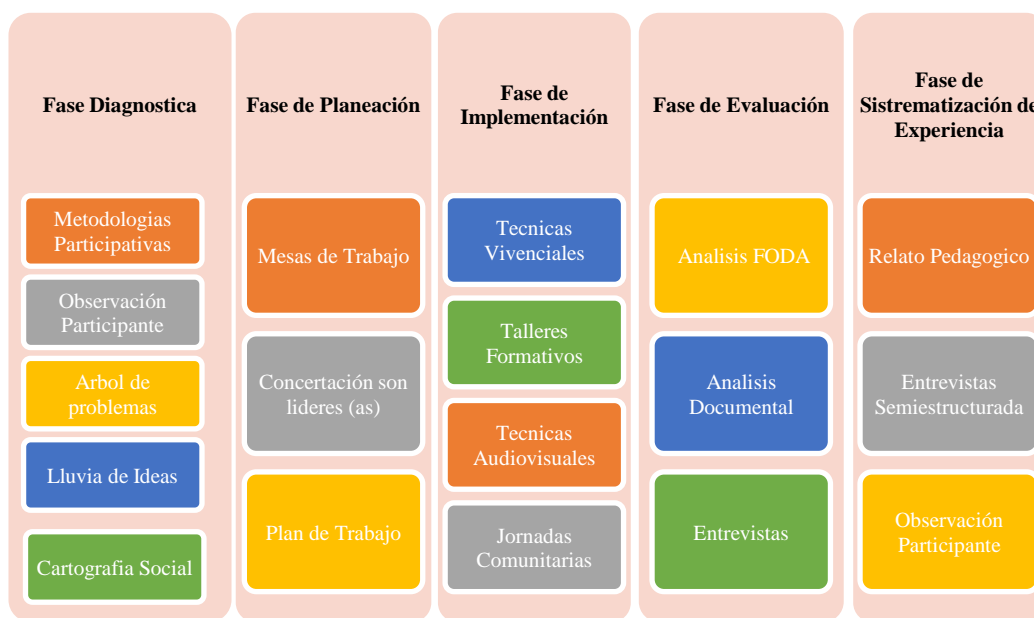 Fase Diagnostica
Metodologias
Participativas
Observación
Participante
Arbol de
problemas
Lluvia de Ideas
Cartografia Social
Fase de Planeación
Mesas de Trabajo
Concertación son
lideres (as)
Plan de Trabajo
Fase de
Implementación
Tecnicas
Vivenciales
Talleres
Formativos
Tecnicas
Audiovisuales
Jornadas
Comunitarias
Fase de Evaluación
Analisis FODA
Analisis
Documental
Entrevistas
Fase de
Sistrematización de
Experiencia
Relato Pedagogico
Entrevistas
Semiestructurada
Observación
Participante